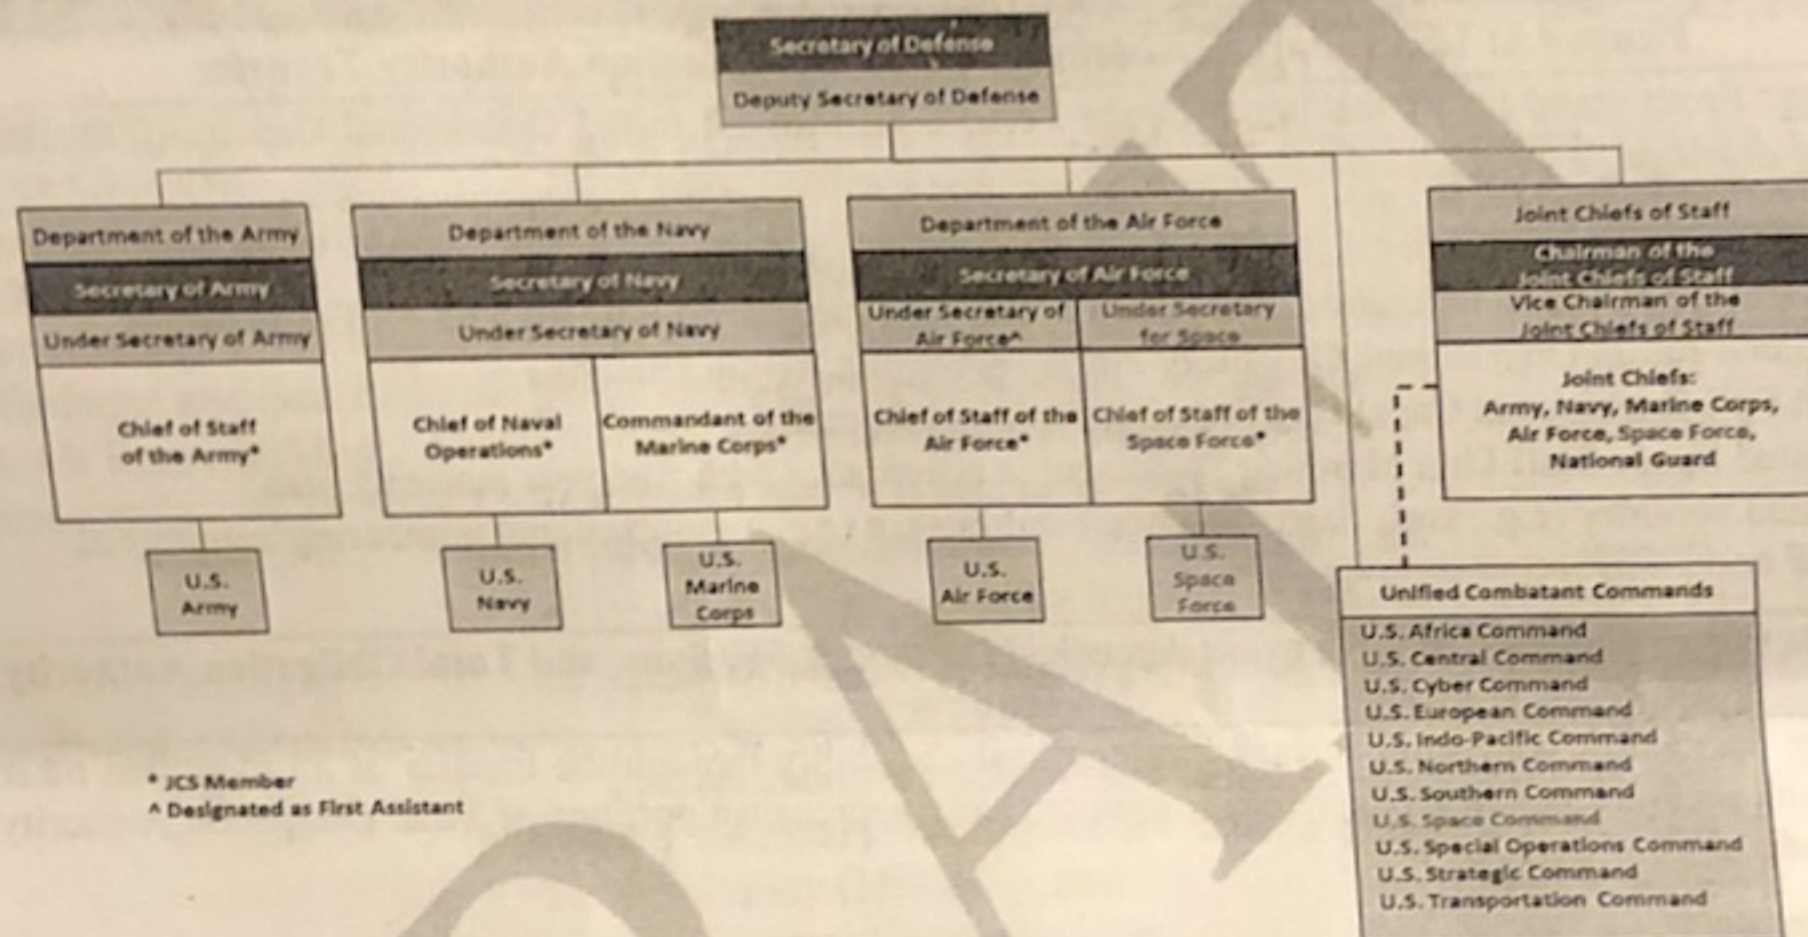 Secretary of Defense
Deputy Secretary of Defense
Department of the Army
Secretary of Army
Under Secretary of Army
Chief of Staff
of the Army*
U.S.
Army
Department of the Navy
Secretary of Navy
Under Secretary of Navy
Chief of Naval
Operations*
Commandant of the
Marine Corps*
U.S.
Navy
U.S.
Marine
Corps
Department of the Air Force
Secretary of Air Force
Under Secretary of
Air Force^
Under Secretary
for Space
Chief of Staff of the
Air Force*
Chief of Staff of the
Space Force*
U.S.
Air Force
U.S.
Space
Force
Joint Chiefs of Staff
Chairman of the
Joint Chiefs of Staff
Vice Chairman of the
Joint Chiefs of Staff
Joint Chiefs:
Army, Navy, Marine Corps,
Air Force, Space Force,
National Guard
Unified Combatant Commands
U.S. Africa Command
U.S. Central Command
U.S. Cyber Command
U.S. European Command
U.S. Indo-Pacific Command
U.S. Northern Command
U.S. Southern Command
U.S. Space Command
U.S. Special Operations Command
U.S. Strategic Command
U.S. Transportation Command
* JCS Member
^ Designated as First Assistant